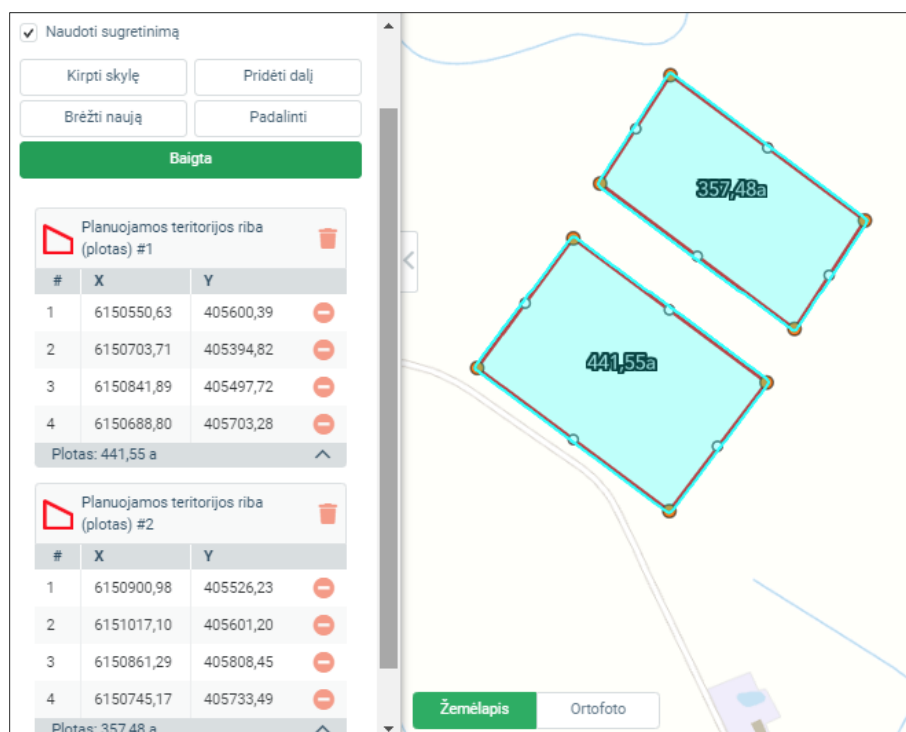 Naudoti sugretinimą
Kirpti skylę Pridėti dalį
Brėžti naują Padalinti
Baigta
Planuojamos teritorijos riba
(plotas) #1
# X Y
1 6150550,63 405600,39
2 6150703,71 405394,82
3 6150841,89 405497,72
4 6150688,80 405703,28
Plotas: 441,55 a
Planuojamos teritorijos riba
(plotas) #2
# X Y
1 6150900,98 405526,23
2 6151017,10 405601,20
3 6150861,29 405808,45
4 6150745,17 405733,49
Plotas: 357,48 a
357,48a
441,55a
Žemėlapis Ortofoto